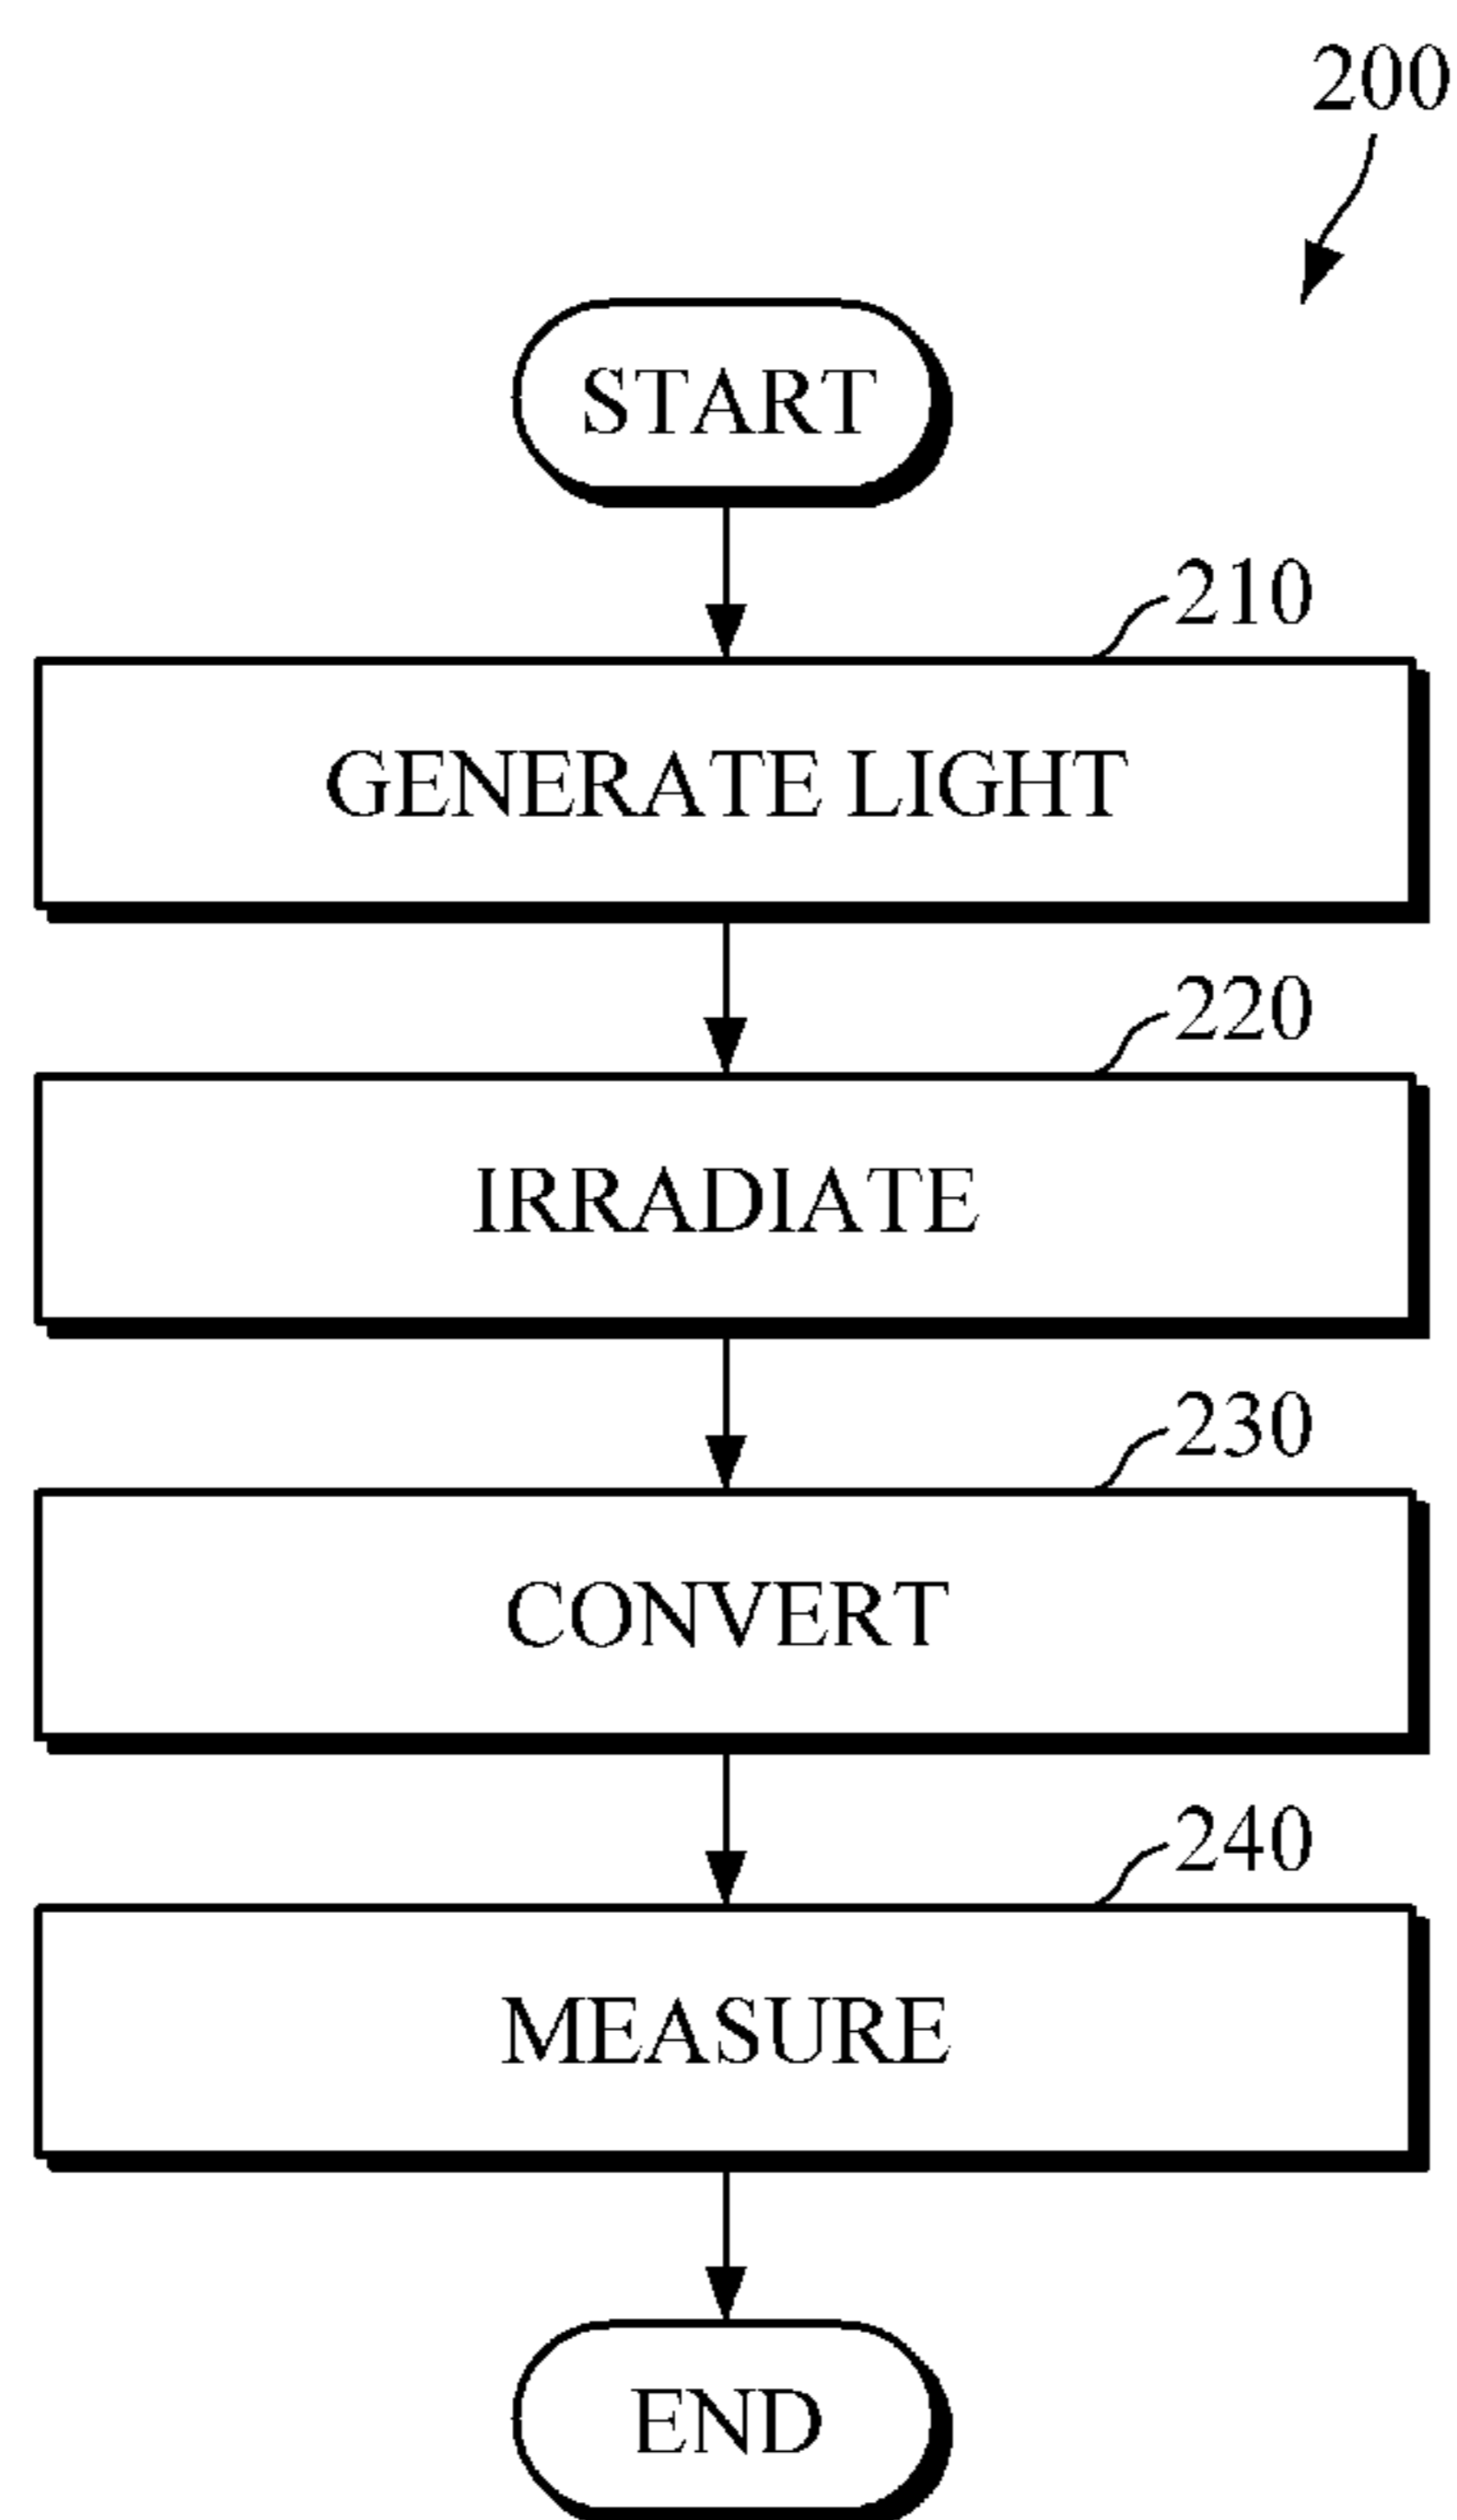 200
START
210
GENERATE LIGHT
220
IRRADIATE
230
CONVERT
240
MEASURE
END